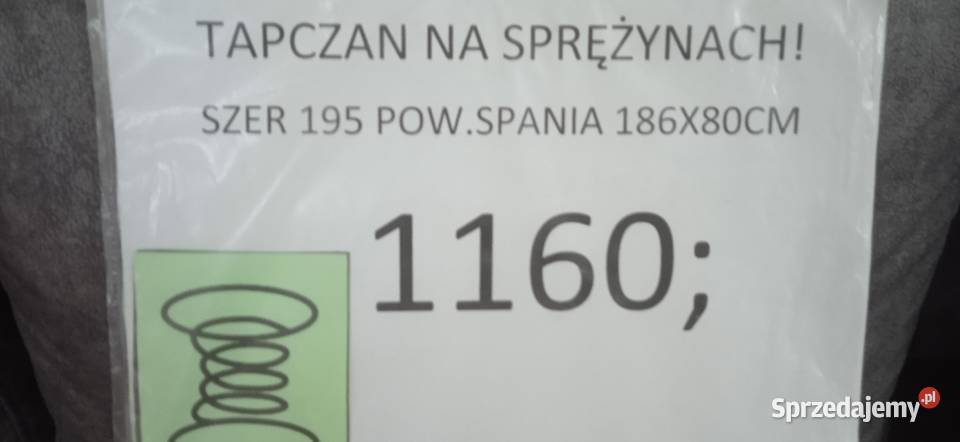 TAPCZAN NA SPRĘŻYNACH!
SZER 195 POW.SPANIA 186X80CM
1160;
Sprzedajemy.pl